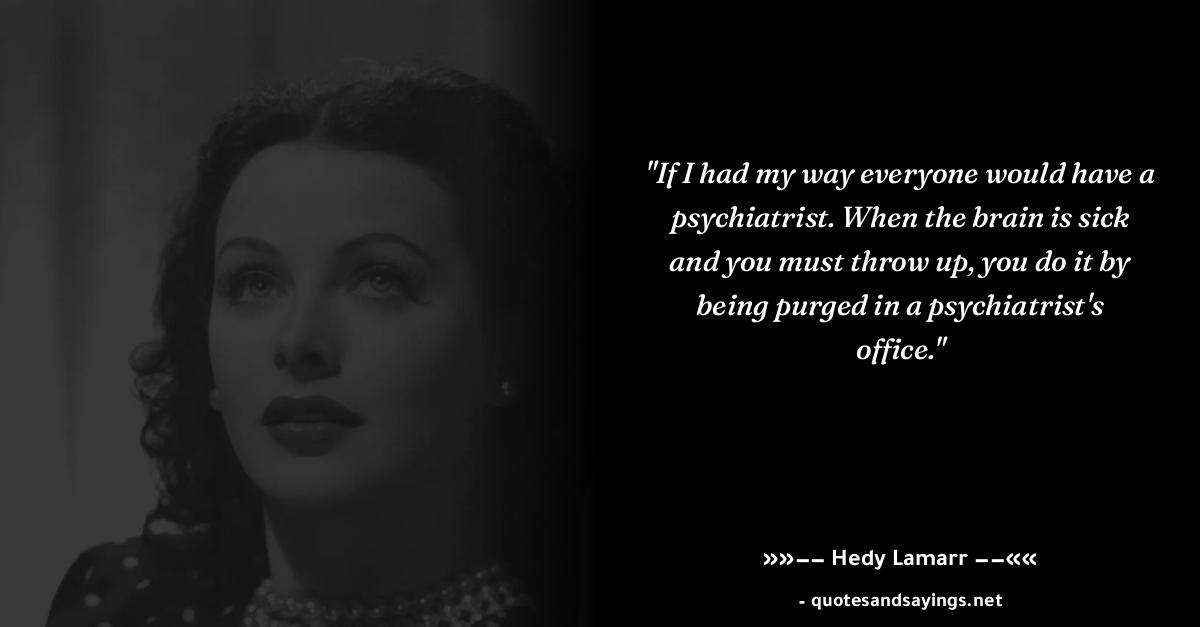 "If I had my way everyone would have a
psychiatrist. When the brain is sick
and you must throw up, you do it by
being purged in a psychiatrist's
office."
»»−− Hedy Lamarr −−««
- quotesandsayings.net